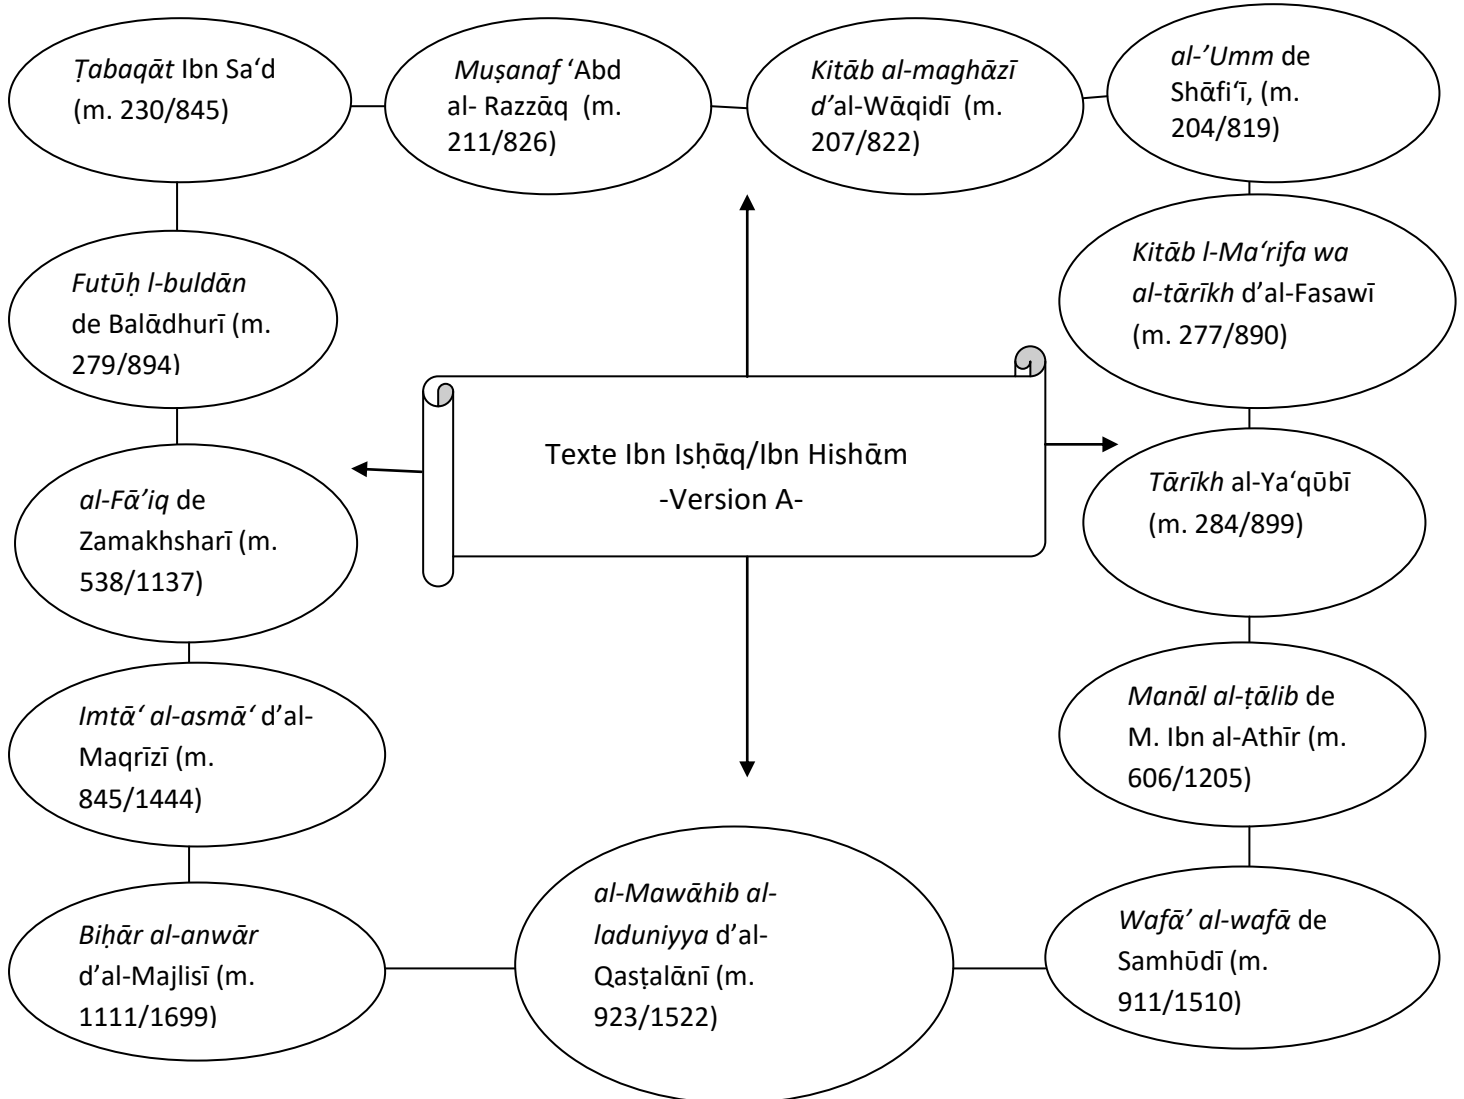 Ṭabaqāt Ibn Sa‘d
(m. 230/845)
Muṣanaf ‘Abd
al- Razzāq (m.
211/826)
Kitāb al-maghāzī
d’al-Wāqidī (m.
207/822)
al-’Umm de
Shāfi‘ī, (m.
204/819)
Futūḥ l-buldān
de Balādhurī (m.
279/894)
Kitāb l-Ma‘rifa wa
al-tārīkh d’al-Fasawī
(m. 277/890)
Texte Ibn Isḥāq/Ibn Hishām
-Version A-
al-Fā’iq de
Zamakhsharī (m.
538/1137)
Tārīkh al-Ya‘qūbī
(m. 284/899)
Imtā‘ al-asmā‘ d’al-
Maqrīzī (m.
845/1444)
Manāl al-ṭālib de
M. Ibn al-Athīr (m.
606/1205)
Biḥār al-anwār
d’al-Majlisī (m.
1111/1699)
al-Mawāhib al-
laduniyya d’al-
Qasṭalānī (m.
923/1522)
Wafā’ al-wafā de
Samhūdī (m.
911/1510)